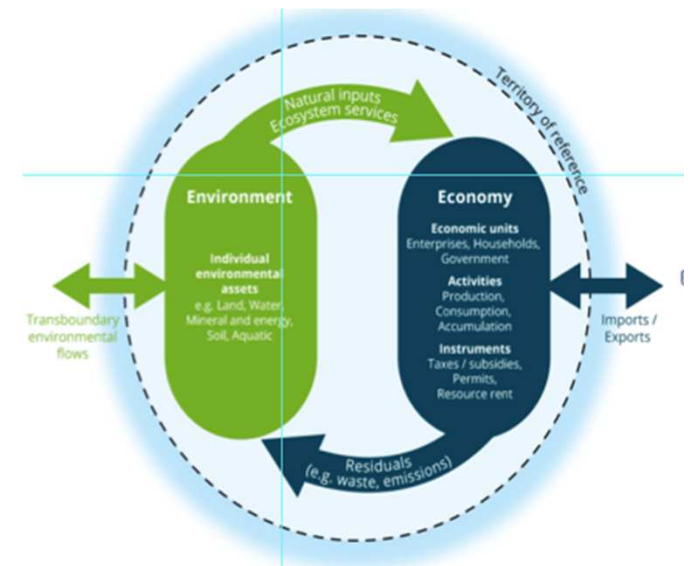 Natural inputs
Ecosystem services
Territory of reference
Environment
Individual
environmental
assets
e.g. Land, Water,
Mineral and energy,
Soil, Aquatic
Economy
Economic units
Enterprises, Households,
Government
Activities
Production,
Consumption,
Accumulation
Instruments
Taxes / subsidies,
Permits,
Resource rent
Transboundary
environmental
flows
Imports /
Exports
Residuals
(e.g. waste, emissions)